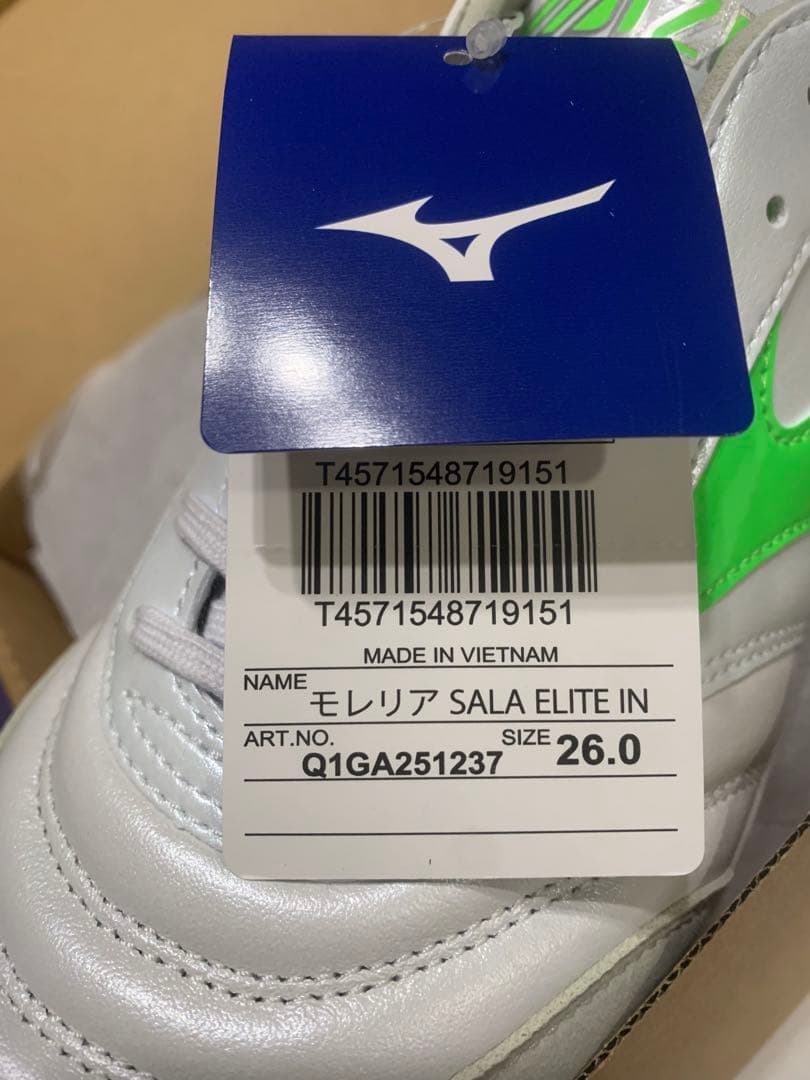 T4571548719151
T4571548719151
MADE IN VIETNAM
NAME モレリア SALA ELITE IN
ART.NO. Q1GA251237 SIZE 26.0